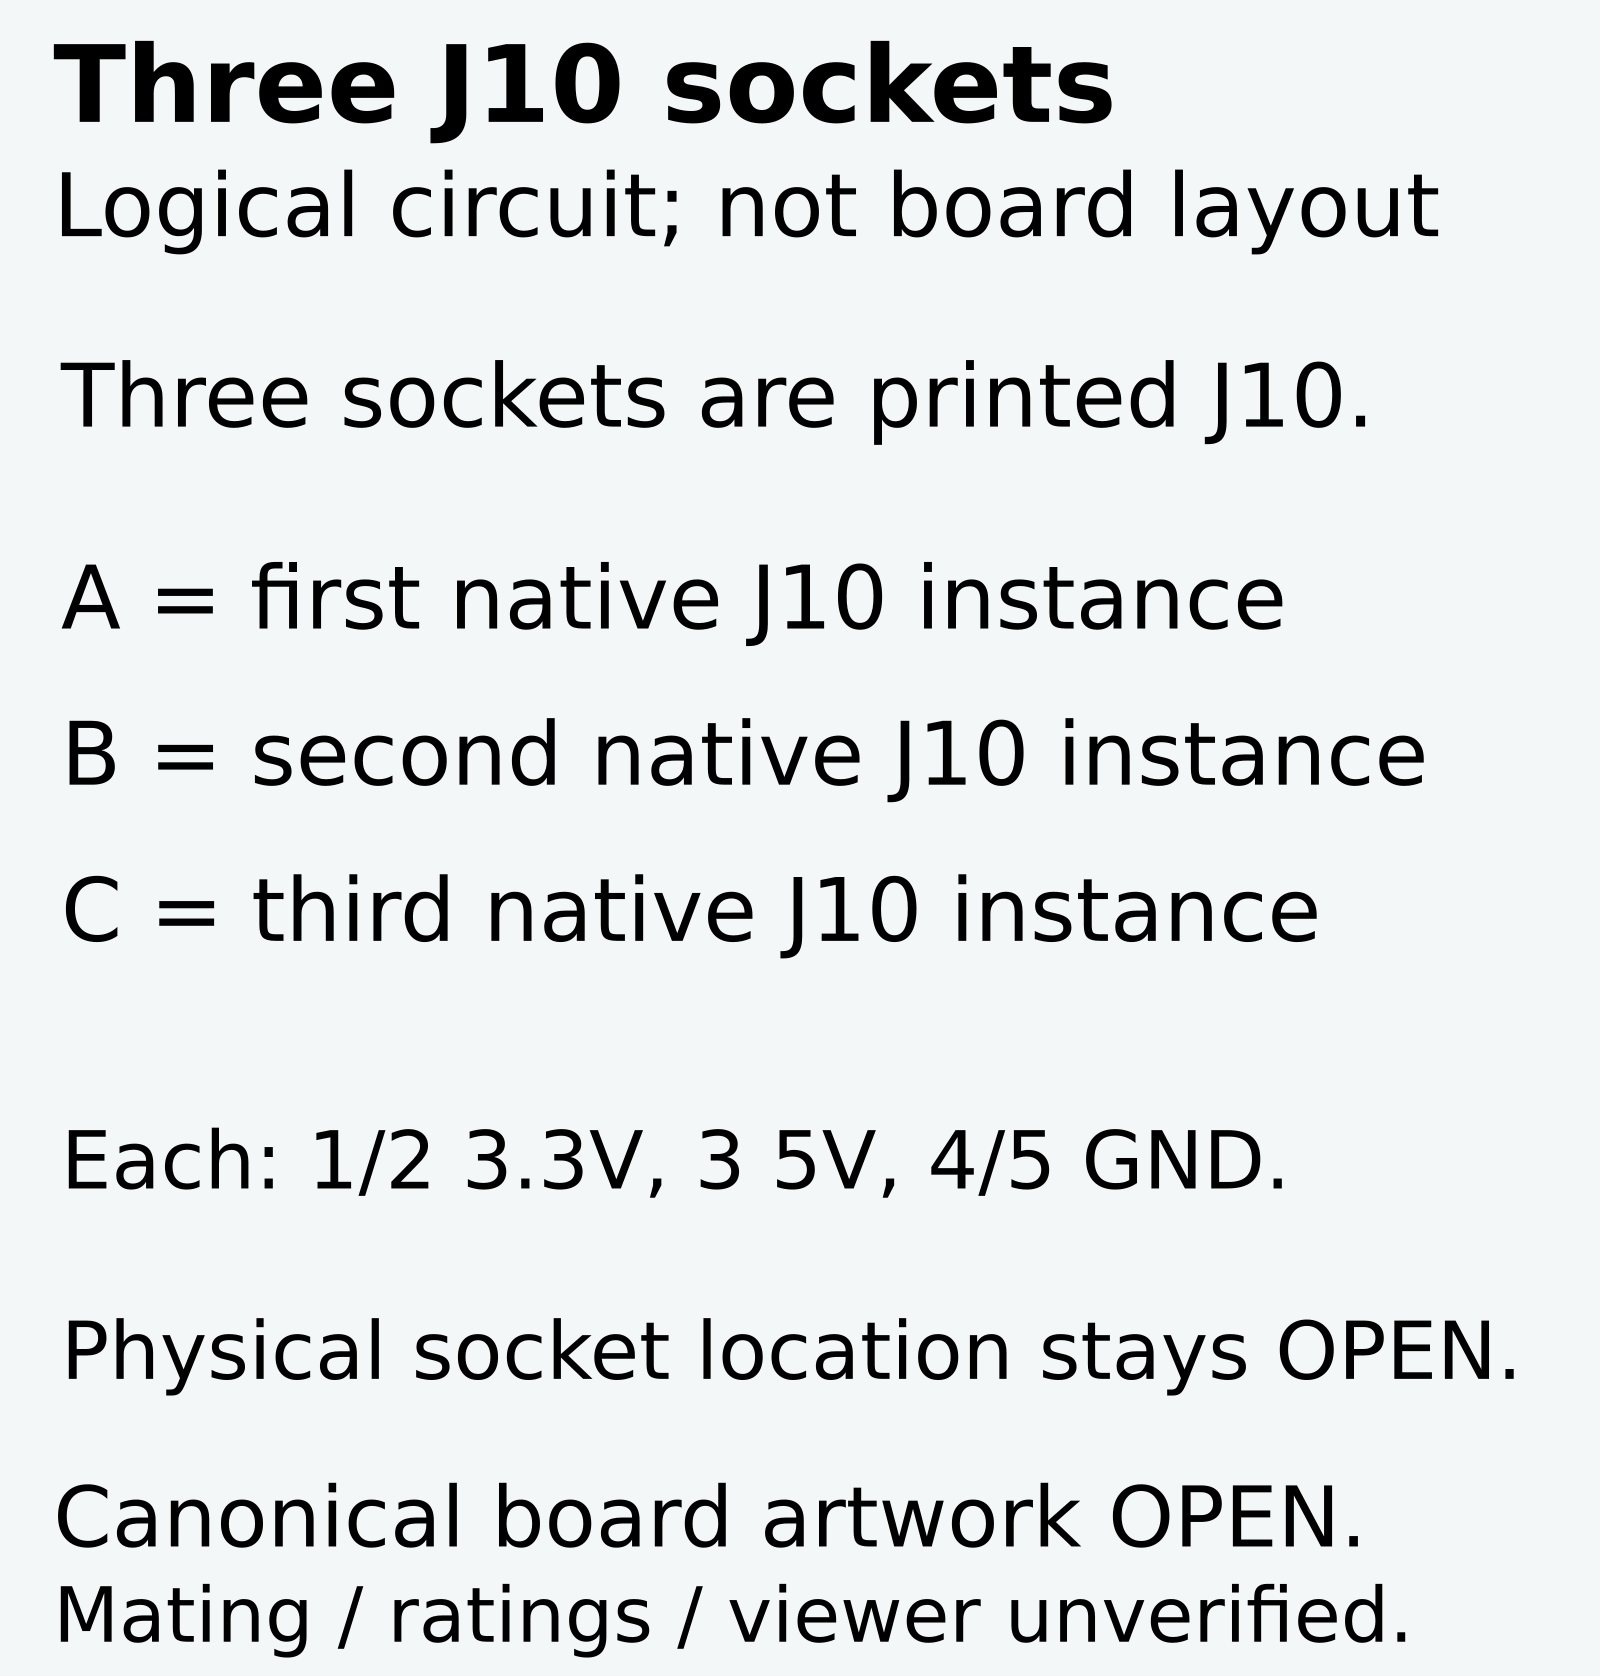 Three J10 sockets
Logical circuit; not board layout
Three sockets are printed J10.
A = first native J10 instance
B = second native J10 instance
C = third native J10 instance
Each: 1/2 3.3V, 3 5V, 4/5 GND.
Physical socket location stays OPEN.
Canonical board artwork OPEN.
Mating / ratings / viewer unverified.